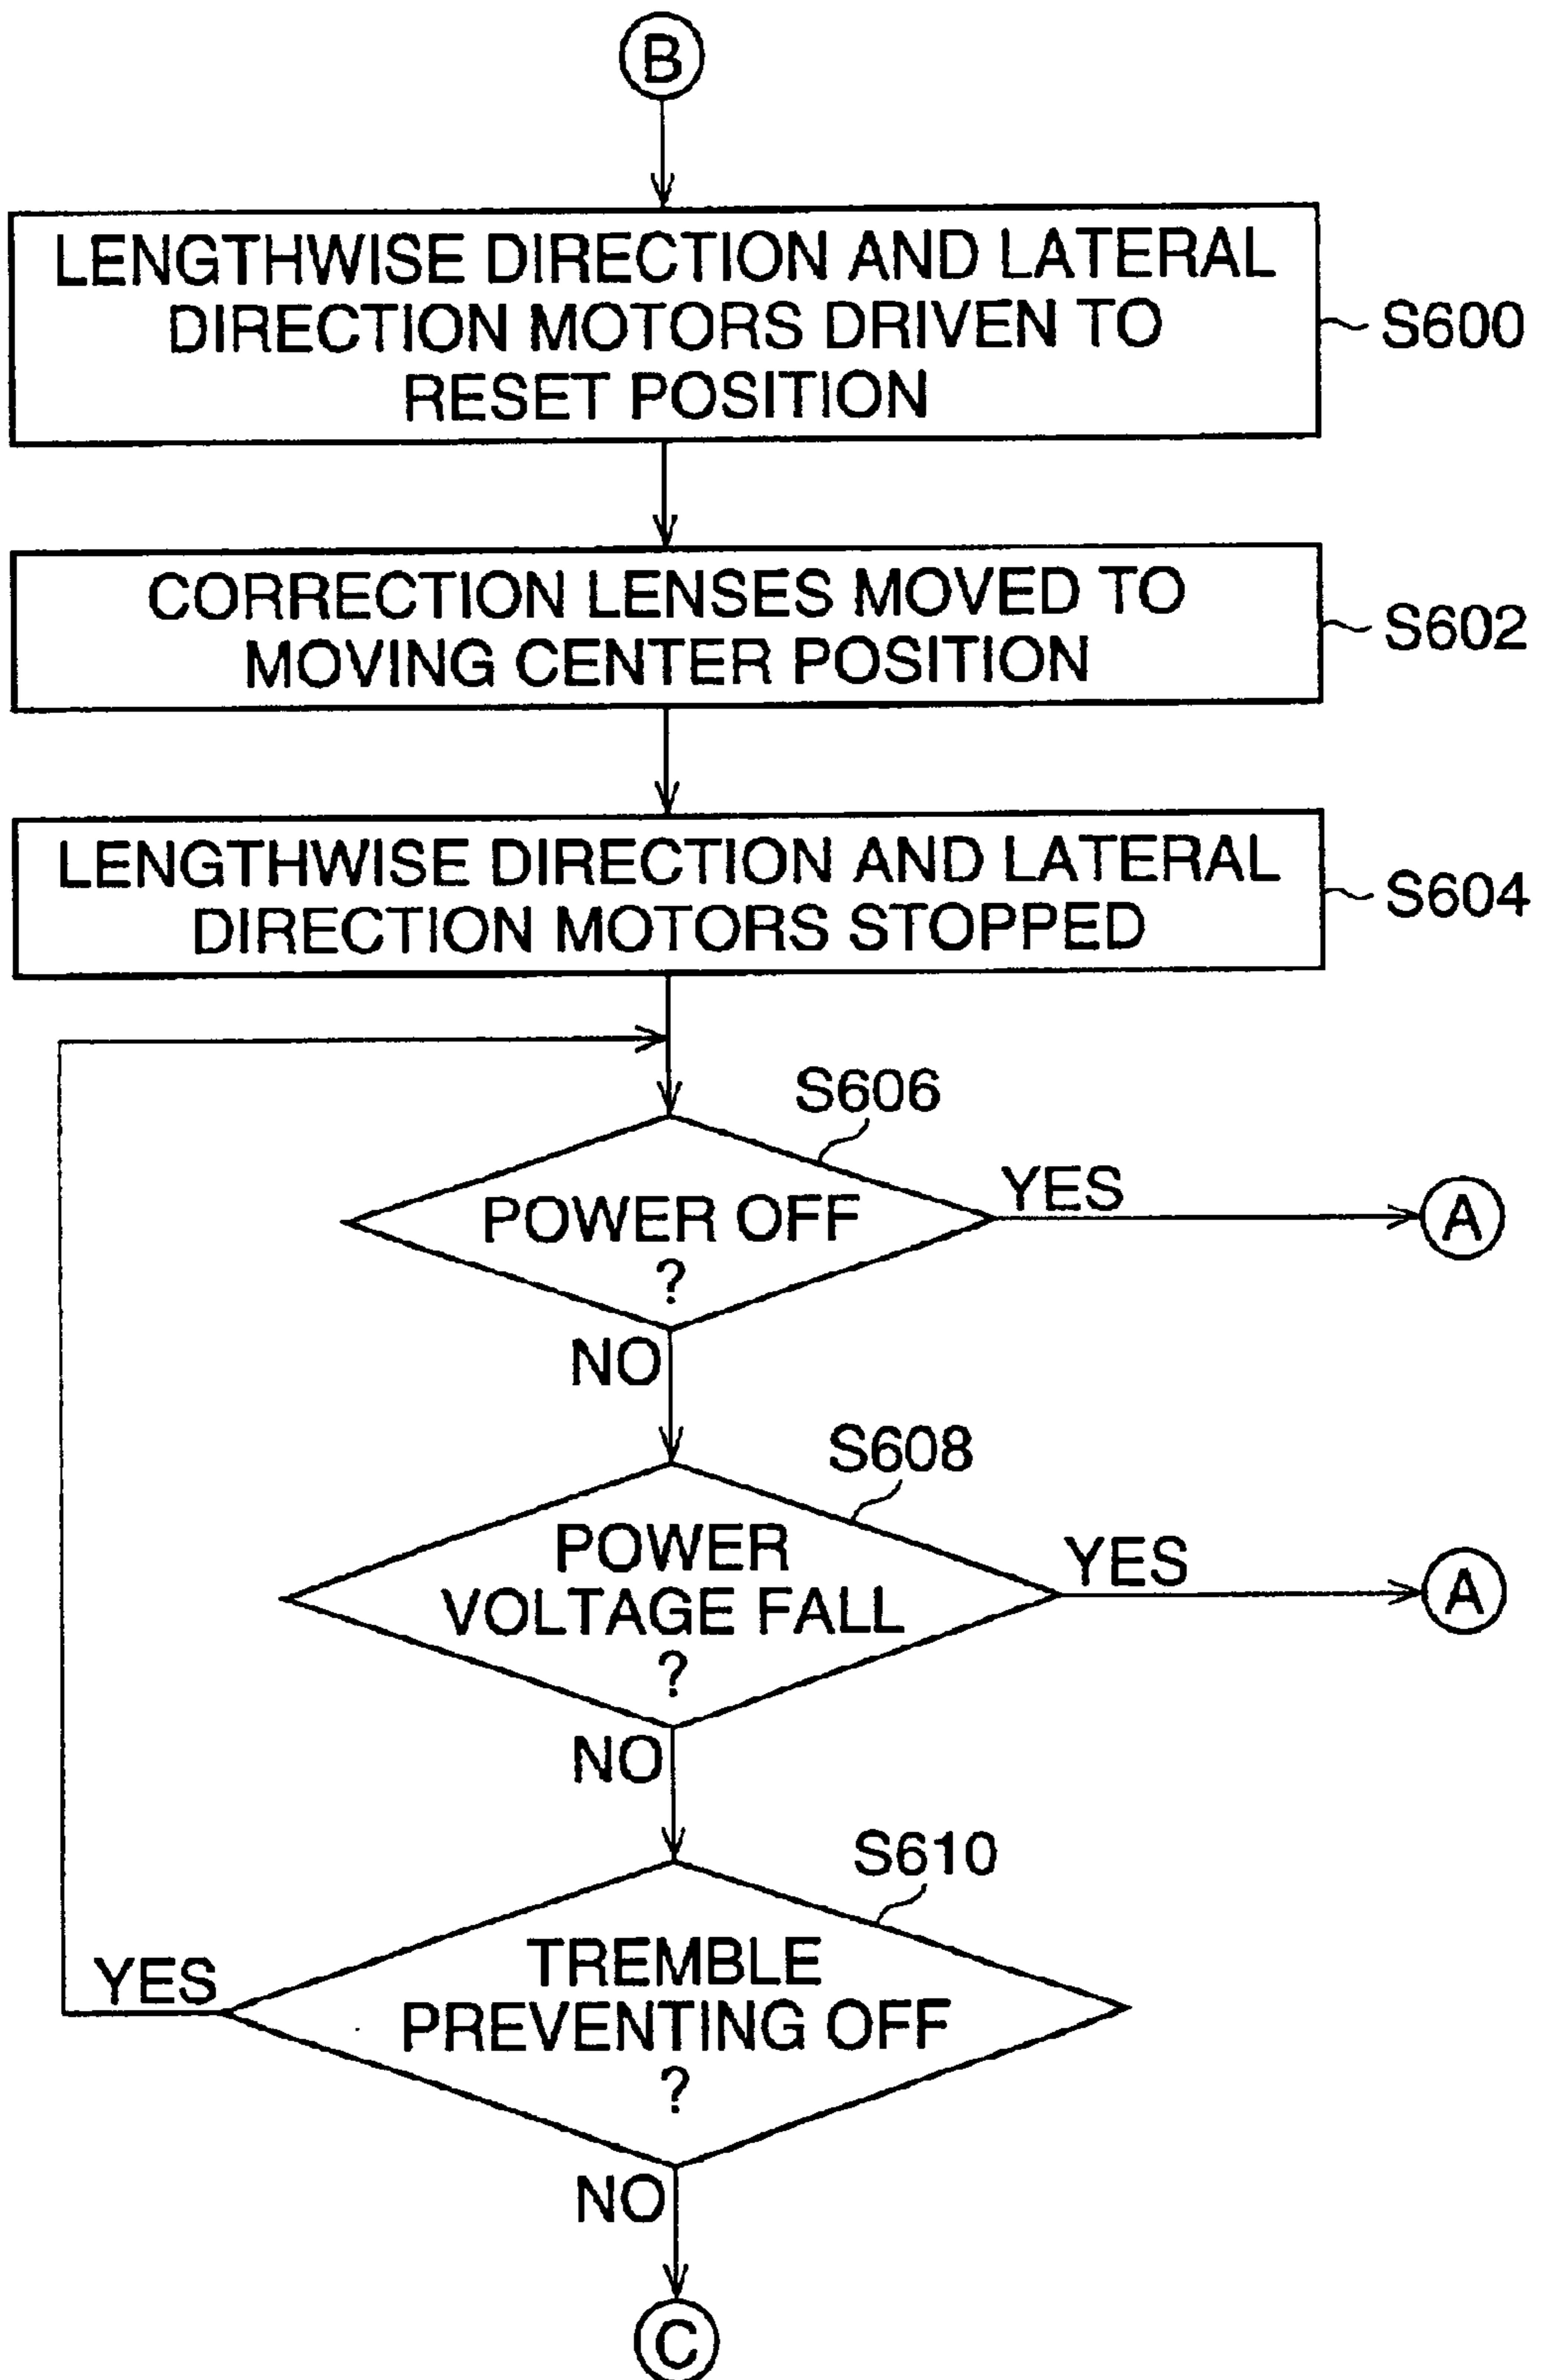 B
LENGTHWISE DIRECTION AND LATERAL
DIRECTION MOTORS DRIVEN TO
RESET POSITION
S600
CORRECTION LENSES MOVED TO
MOVING CENTER POSITION
S602
LENGTHWISE DIRECTION AND LATERAL
DIRECTION MOTORS STOPPED
S604
S606
POWER OFF
?
YES
A
NO
S608
POWER
VOLTAGE FALL
?
YES
A
NO
S610
TREMBLE
PREVENTING OFF
?
YES
NO
C